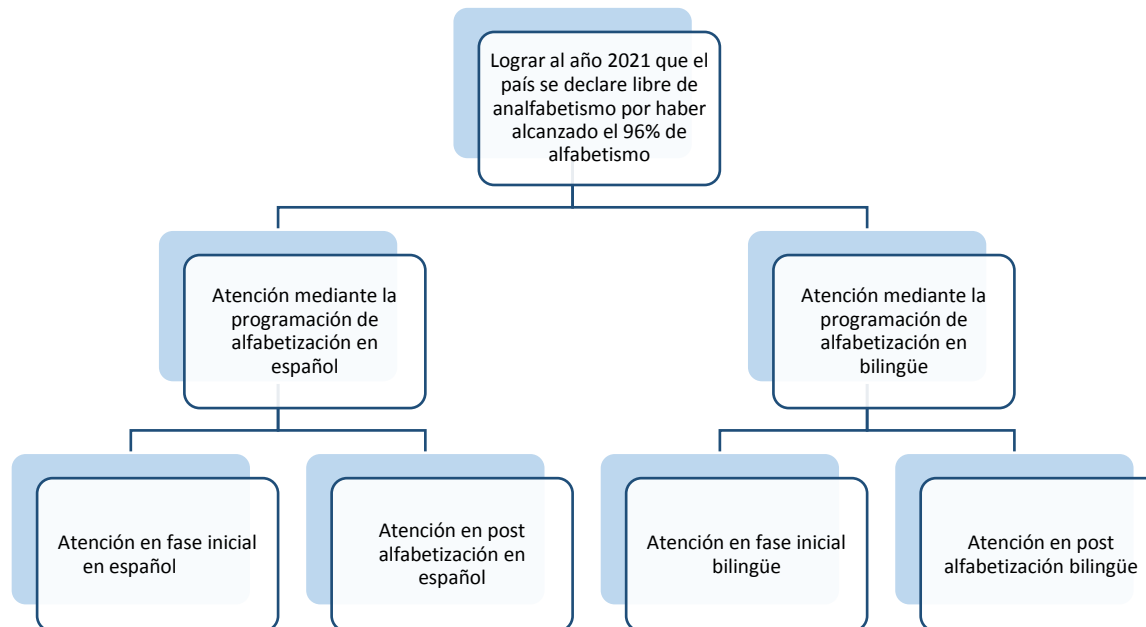 Lograr al año 2021 que el
país se declare libre de
analfabetismo por haber
alcanzado el 96% de
alfabetismo
Atención mediante la
programación de
alfabetización en
español
Atención mediante la
programación de
alfabetización en
bilingüe
Atención en fase inicial
en español
Atención en post
alfabetización en
español
Atención en fase inicial
bilingüe
Atención en post
alfabetización bilingüe